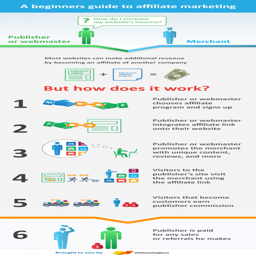 A beginners guide to affiliate marketing
? How do I increase
my website's income?
Publisher
or webmaster
Merchant
Most websites can make additional revenue
by becoming an affiliate of another company
But how does it work?
1
Publisher or webmaster
chooses affiliate
program and signs up
2
Publisher or webmaster
integrates affiliate link
onto their website
3
Publisher or webmaster
promotes the merchant
with unique content,
reviews, and more
4
Visitors to the
publisher's site visit
the merchant using
the affiliate link
5
Visitors that become
customers earn
publisher commission
6
Publisher is paid
for any sales
or referrals he makes
Brought to you by